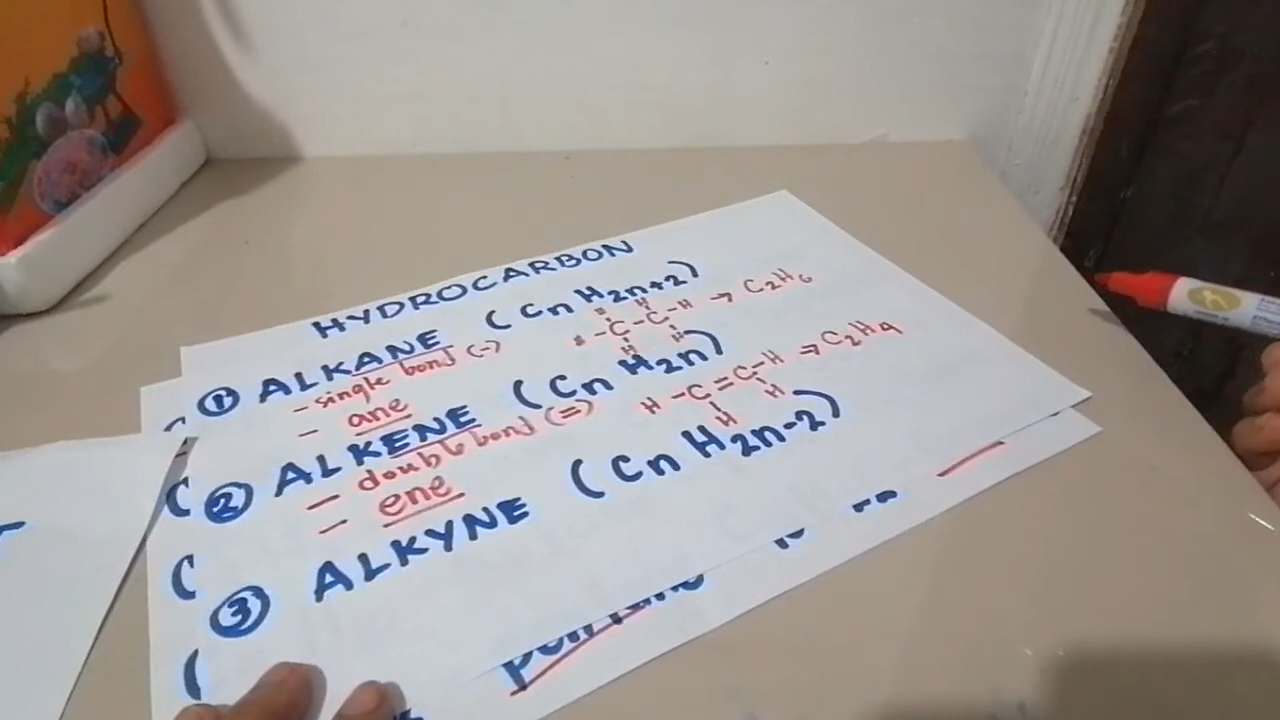 HYDROCARBON
① ALKANE (CnH2n+2)
- single bond (-)
H-C-C-H → C2H6
H H
H H
- ane
② ALKENE (CnH2n)
- double bond (=)
H-C=C-H → C2H4
H H
- ene
③ ALKYNE (CnH2n-2)